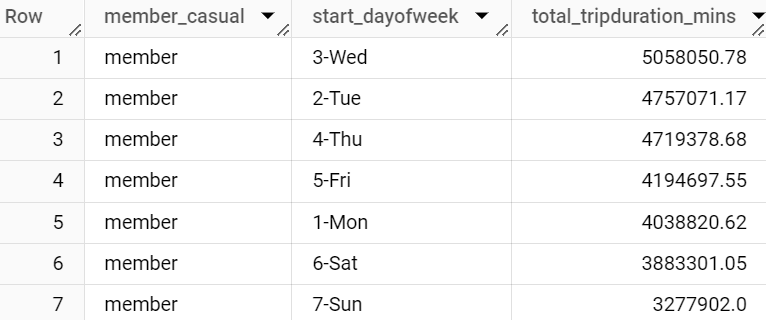 Row member_casual start_dayofweek total_tripduration_mins
1 member 3-Wed 5058050.78
2 member 2-Tue 4757071.17
3 member 4-Thu 4719378.68
4 member 5-Fri 4194697.55
5 member 1-Mon 4038820.62
6 member 6-Sat 3883301.05
7 member 7-Sun 3277902.0